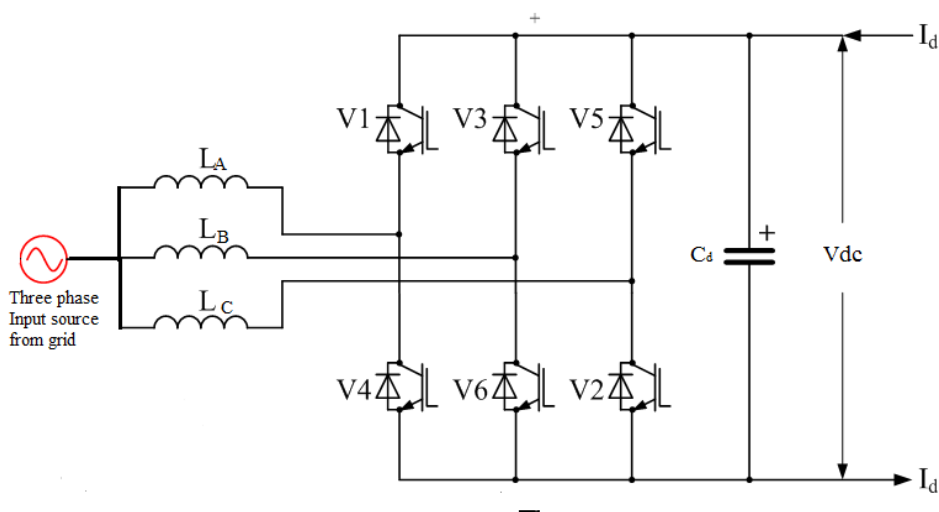 +
I_d
V1
V3
V5
L_A
L_B
+
C_d
Vdc
Three phase
Input source
from grid
L_C
V4
V6
V2
I_d